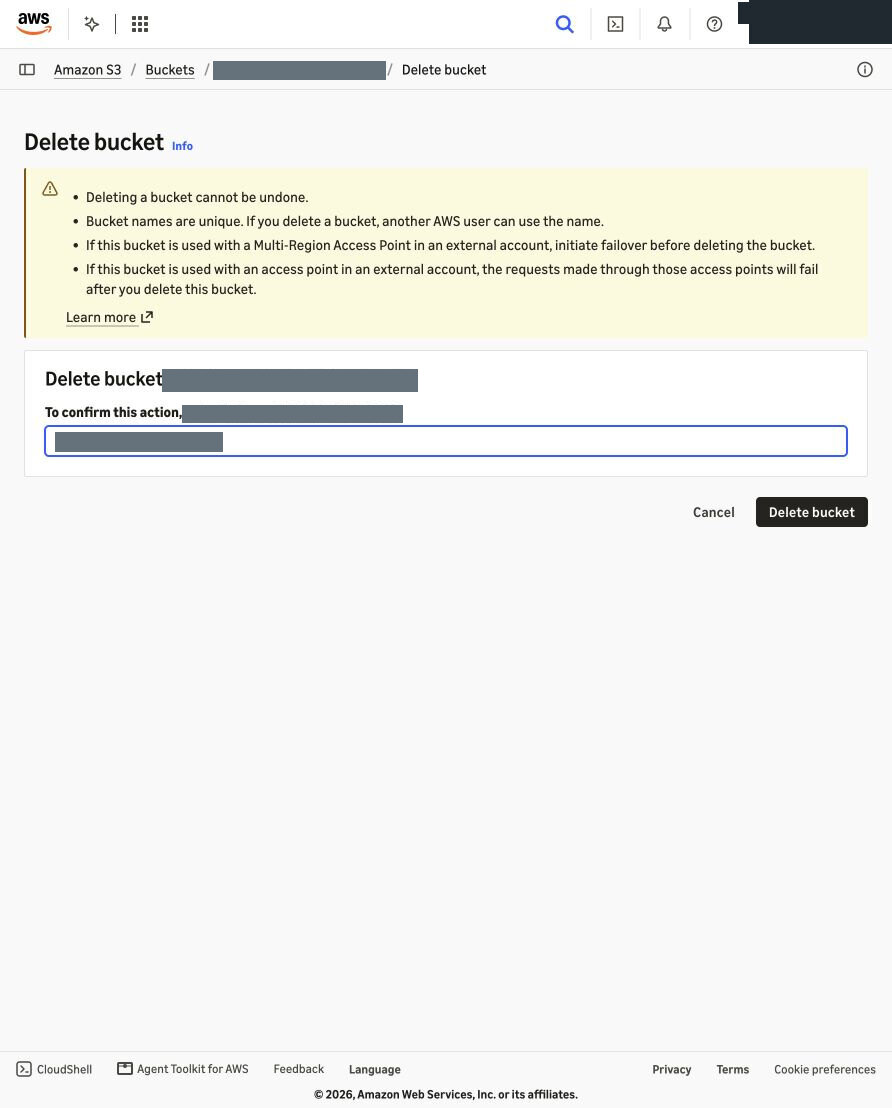 aws
Amazon S3 / Buckets / / Delete bucket
Delete bucket Info
• Deleting a bucket cannot be undone.
• Bucket names are unique. If you delete a bucket, another AWS user can use the name.
• If this bucket is used with a Multi-Region Access Point in an external account, initiate failover before deleting the bucket.
• If this bucket is used with an access point in an external account, the requests made through those access points will fail
after you delete this bucket.
Learn more
Delete bucket
To confirm this action,
Cancel Delete bucket
CloudShell Agent Toolkit for AWS Feedback Language Privacy Terms Cookie preferences
© 2026, Amazon Web Services, Inc. or its affiliates.